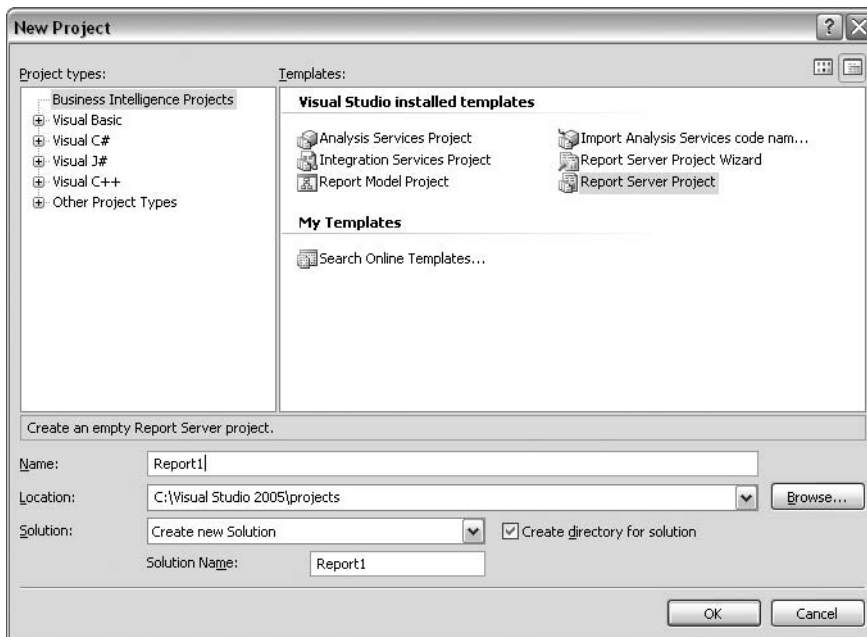 New Project
Project types:
Templates:
Business Intelligence Projects
Visual Basic
Visual C#
Visual J#
Visual C++
Other Project Types
Visual Studio installed templates
Analysis Services Project
Import Analysis Services code nam...
Integration Services Project
Report Server Project Wizard
Report Model Project
Report Server Project
My Templates
Search Online Templates...
Create an empty Report Server project.
Name:
Report1
Location:
C:\Visual Studio 2005\projects
Browse...
Solution:
Create new Solution
Create directory for solution
Solution Name:
Report1
OK
Cancel